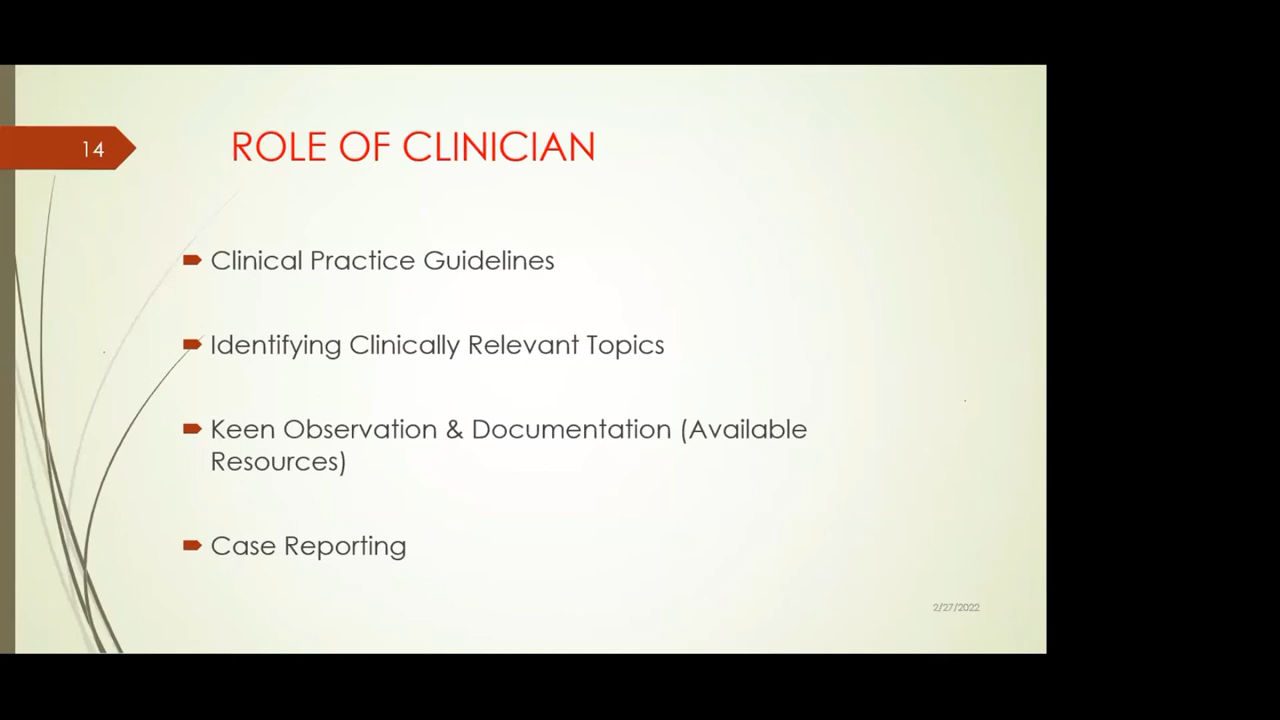 14
ROLE OF CLINICIAN
Clinical Practice Guidelines
Identifying Clinically Relevant Topics
Keen Observation & Documentation (Available
Resources)
Case Reporting
2/27/2022